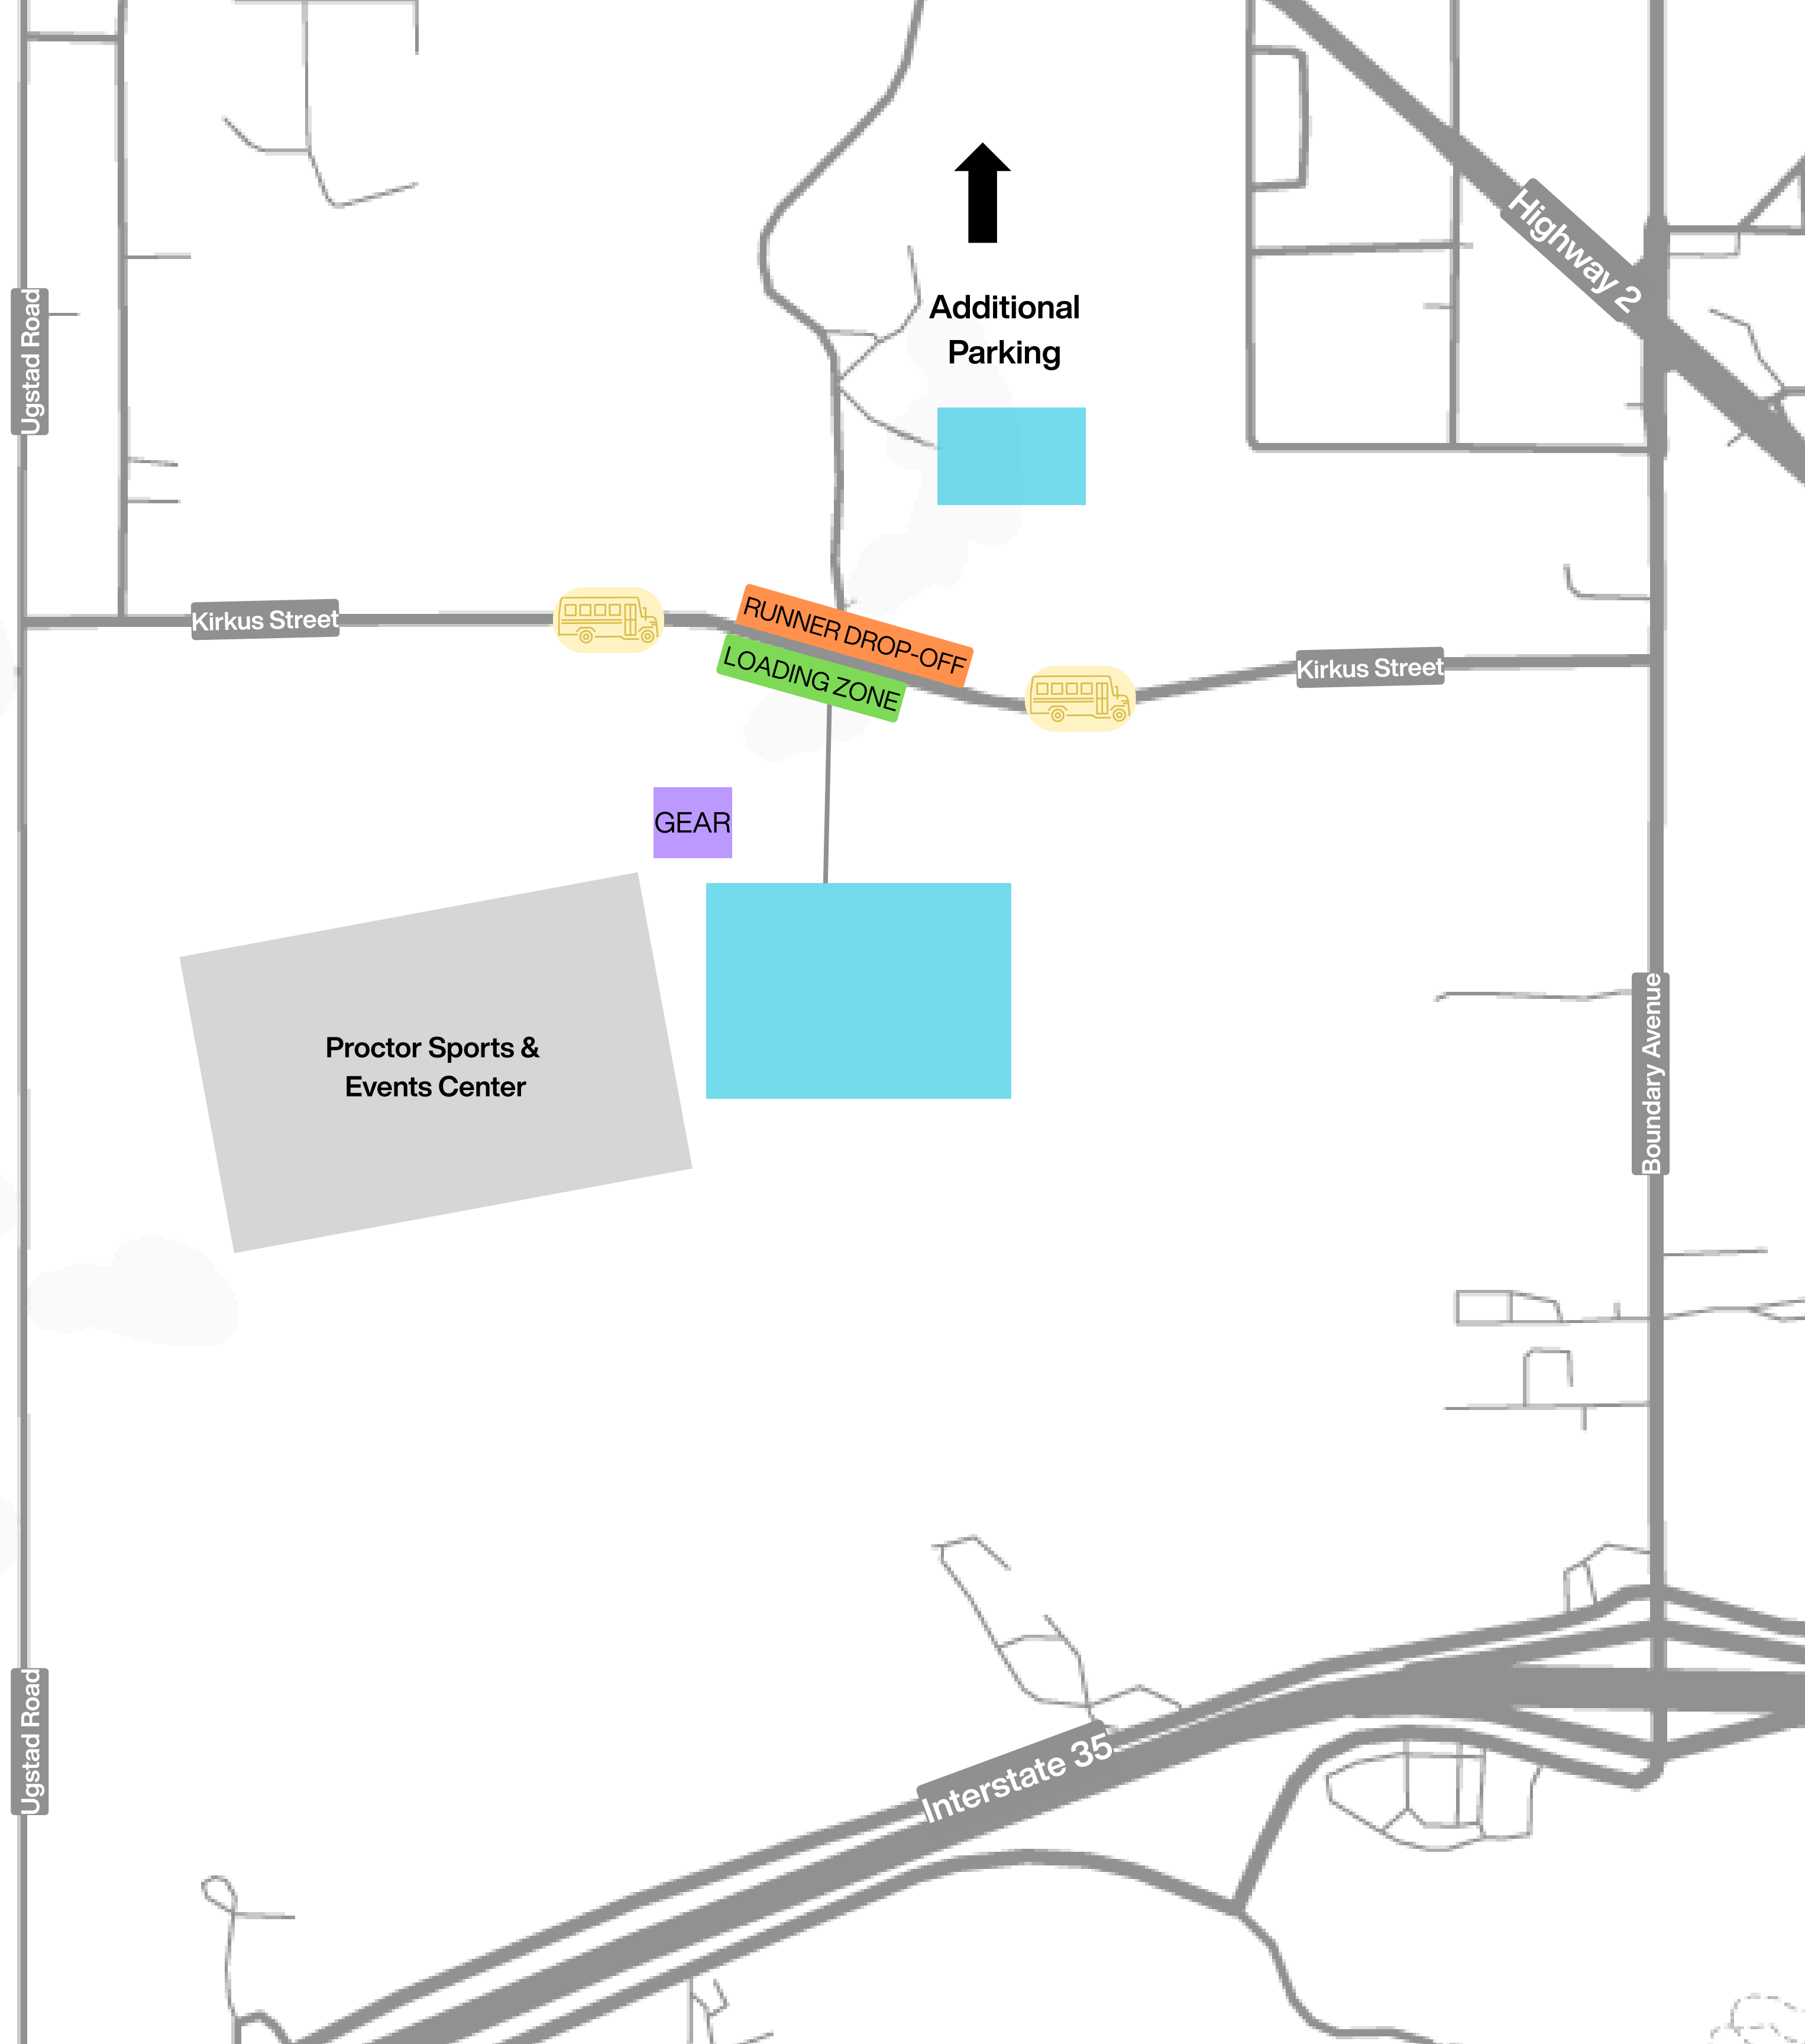 Highway 2
Ugstad Road
Additional
Parking
RUNNER DROP-OFF
Kirkus Street
LOADING ZONE
Kirkus Street
GEAR
Proctor Sports &
Events Center
Boundary Avenue
Ugstad Road
Interstate 35